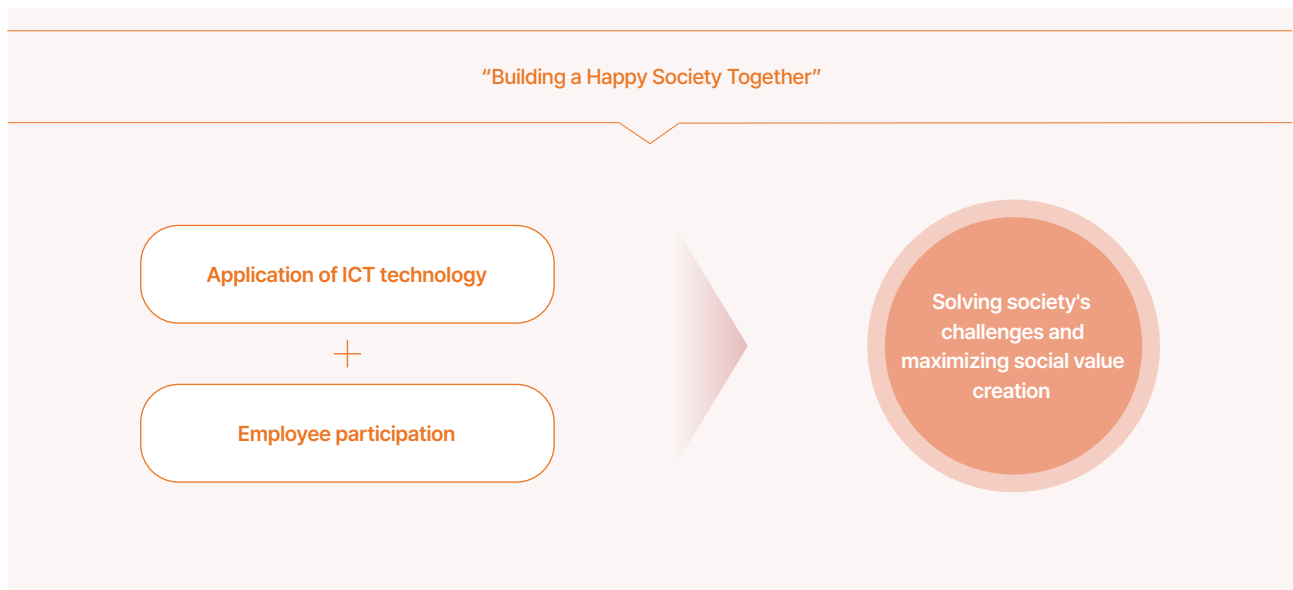 “Building a Happy Society Together”
Application of ICT technology
Employee participation
Solving society's
challenges and
maximizing social value
creation